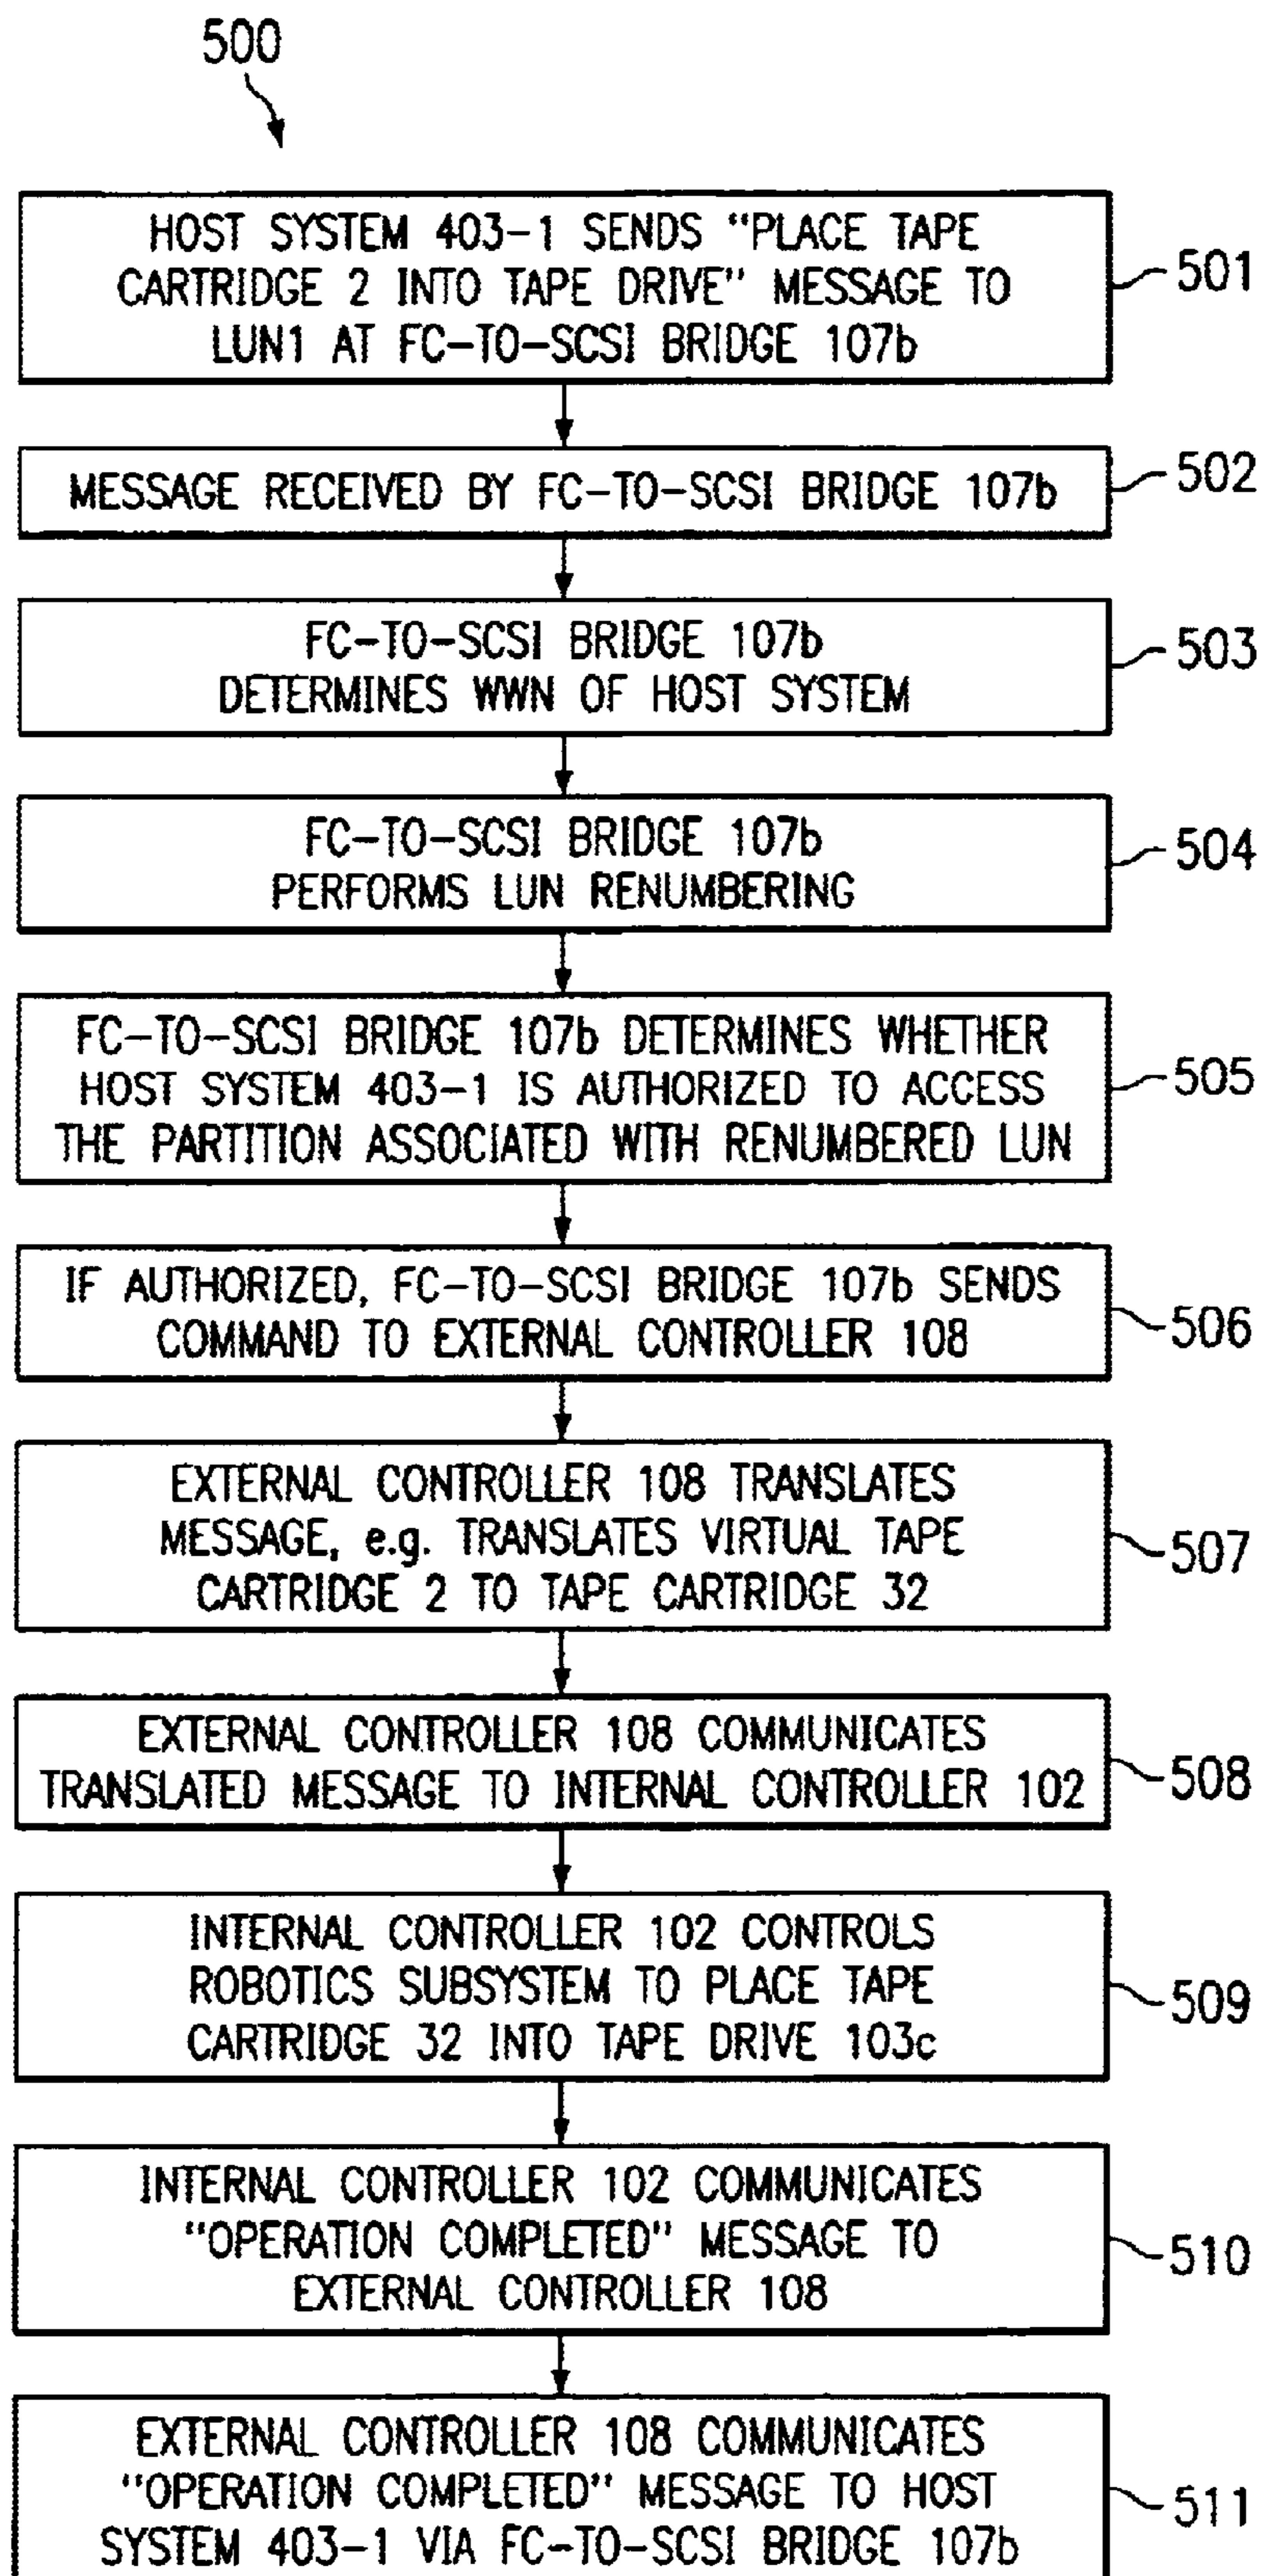 500
HOST SYSTEM 403-1 SENDS "PLACE TAPE
CARTRIDGE 2 INTO TAPE DRIVE" MESSAGE TO
LUN1 AT FC-TO-SCSI BRIDGE 107b
501
MESSAGE RECEIVED BY FC-TO-SCSI BRIDGE 107b
502
FC-TO-SCSI BRIDGE 107b
DETERMINES WWN OF HOST SYSTEM
503
FC-TO-SCSI BRIDGE 107b
PERFORMS LUN RENUMBERING
504
FC-TO-SCSI BRIDGE 107b DETERMINES WHETHER
HOST SYSTEM 403-1 IS AUTHORIZED TO ACCESS
THE PARTITION ASSOCIATED WITH RENUMBERED LUN
505
IF AUTHORIZED, FC-TO-SCSI BRIDGE 107b SENDS
COMMAND TO EXTERNAL CONTROLLER 108
506
EXTERNAL CONTROLLER 108 TRANSLATES
MESSAGE, e.g. TRANSLATES VIRTUAL TAPE
CARTRIDGE 2 TO TAPE CARTRIDGE 32
507
EXTERNAL CONTROLLER 108 COMMUNICATES
TRANSLATED MESSAGE TO INTERNAL CONTROLLER 102
508
INTERNAL CONTROLLER 102 CONTROLS
ROBOTICS SUBSYSTEM TO PLACE TAPE
CARTRIDGE 32 INTO TAPE DRIVE 103c
509
INTERNAL CONTROLLER 102 COMMUNICATES
"OPERATION COMPLETED" MESSAGE TO
EXTERNAL CONTROLLER 108
510
EXTERNAL CONTROLLER 108 COMMUNICATES
"OPERATION COMPLETED" MESSAGE TO HOST
SYSTEM 403-1 VIA FC-TO-SCSI BRIDGE 107b
511